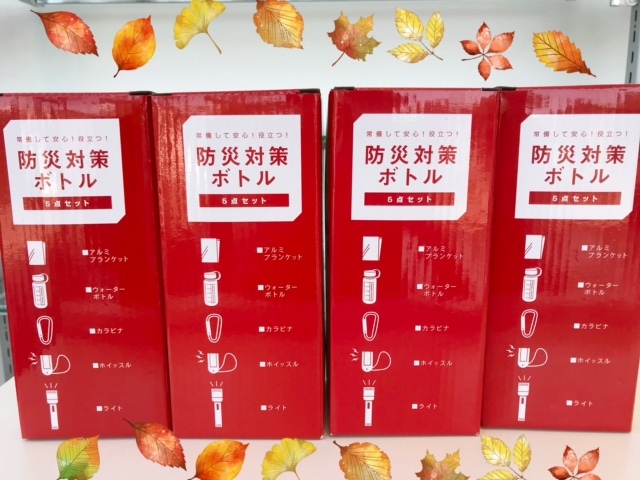 常備して安心!役立つ!
防災対策
ボトル
5点セット
■アルミ
ブランケット
■ウォーター
ボトル
■カラビナ
■ホイッスル
■ライト
常備して安心!役立つ!
防災対策
ボトル
5点セット
■アルミ
ブランケット
■ウォーター
ボトル
■カラビナ
■ホイッスル
■ライト
常備して安心!役立つ!
防災対策
ボトル
5点セット
■アルミ
ブランケット
■ウォーター
ボトル
■カラビナ
■ホイッスル
■ライト
常備して安心!役立つ!
防災対策
ボトル
5点セット
■アルミ
ブランケット
■ウォーター
ボトル
■カラビナ
■ホイッスル
■ライト